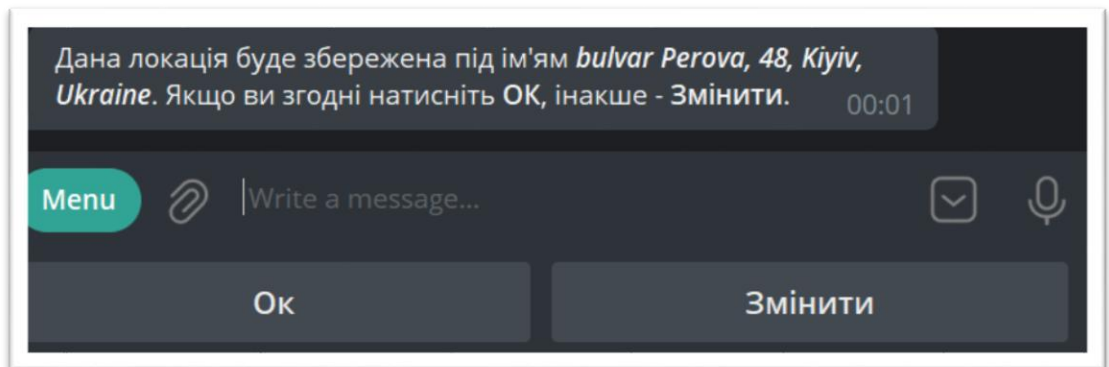 Дана локація буде збережена під ім'ям bulvar Perova, 48, Kiyiv,
Ukraine. Якщо ви згодні натисніть ОК, інакше - Змінити.
00:01
Menu
Write a message...
Ок
Змінити